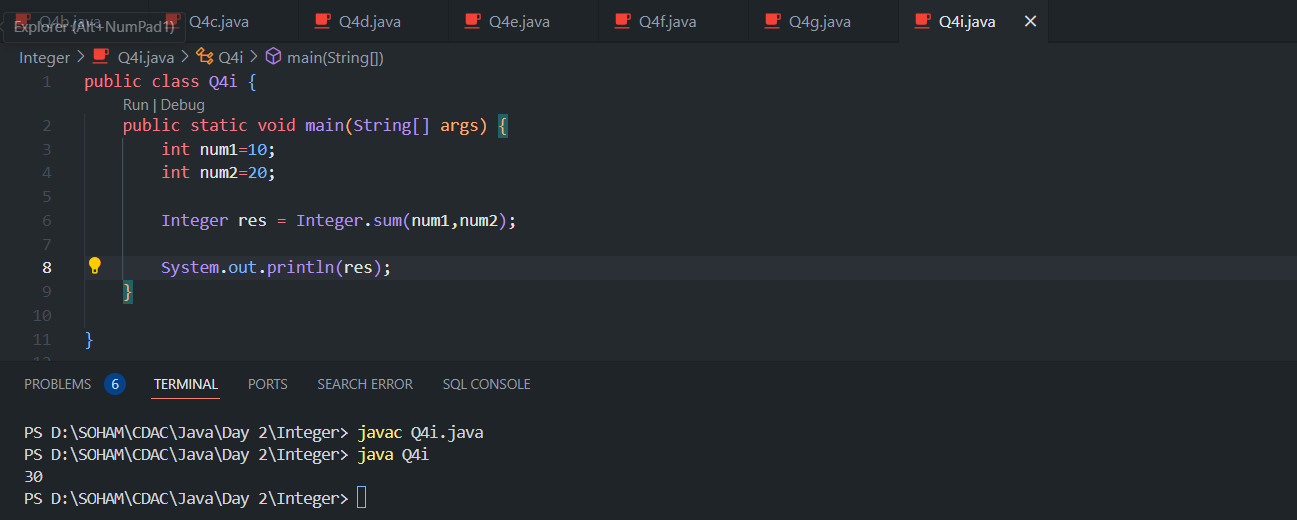 Q4b.java Q4c.java Q4d.java Q4e.java Q4f.java Q4g.java Q4i.java
Explorer (Alt+NumPad1)
Integer > Q4i.java > Q4i > main(String[])
1 public class Q4i {
Run | Debug
2 public static void main(String[] args) {
3 int num1=10;
4 int num2=20;
5
6 Integer res = Integer.sum(num1,num2);
7
8 System.out.println(res);
9 }
10
11 }
12
PROBLEMS 6 TERMINAL PORTS SEARCH ERROR SQL CONSOLE
PS D:\SOHAM\CDAC\Java\Day 2\Integer> javac Q4i.java
PS D:\SOHAM\CDAC\Java\Day 2\Integer> java Q4i
30
PS D:\SOHAM\CDAC\Java\Day 2\Integer>